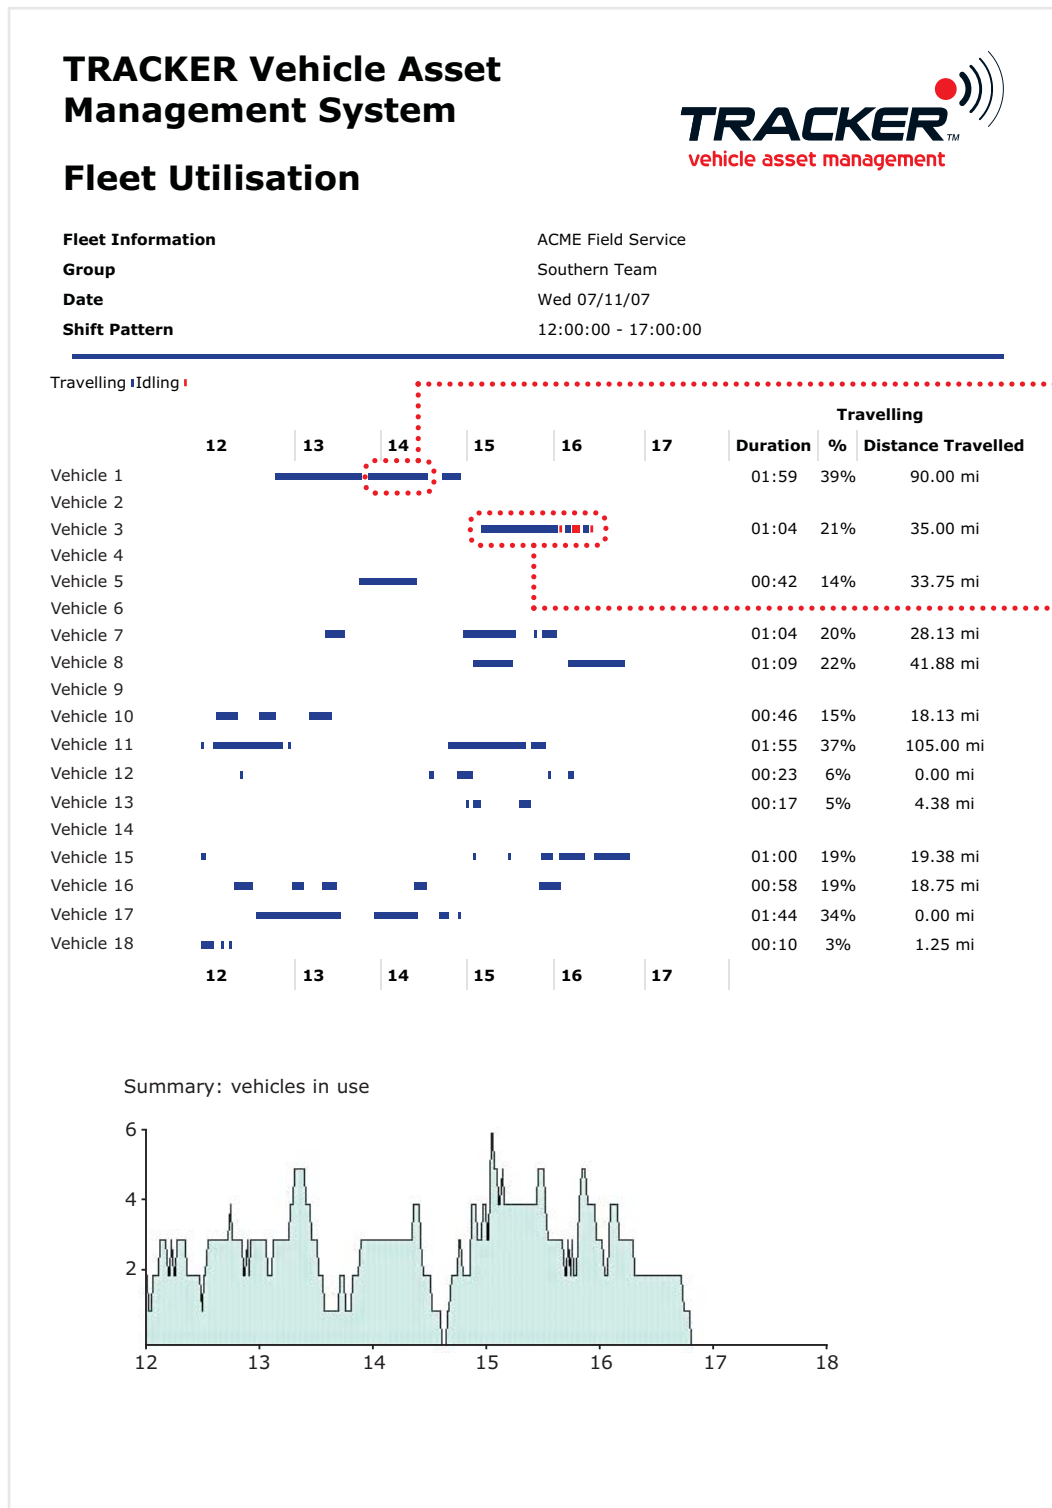 TRACKER Vehicle Asset
Management System
Fleet Utilisation
TRACKER™
vehicle asset management
Fleet Information ACME Field Service
Group Southern Team
Date Wed 07/11/07
Shift Pattern 12:00:00 - 17:00:00
Travelling Idling
Travelling
12 13 14 15 16 17 Duration % Distance Travelled
Vehicle 1 01:59 39% 90.00 mi
Vehicle 2
Vehicle 3 01:04 21% 35.00 mi
Vehicle 4
Vehicle 5 00:42 14% 33.75 mi
Vehicle 6
Vehicle 7 01:04 20% 28.13 mi
Vehicle 8 01:09 22% 41.88 mi
Vehicle 9
Vehicle 10 00:46 15% 18.13 mi
Vehicle 11 01:55 37% 105.00 mi
Vehicle 12 00:23 6% 0.00 mi
Vehicle 13 00:17 5% 4.38 mi
Vehicle 14
Vehicle 15 01:00 19% 19.38 mi
Vehicle 16 00:58 19% 18.75 mi
Vehicle 17 01:44 34% 0.00 mi
Vehicle 18 00:10 3% 1.25 mi
12 13 14 15 16 17
Summary: vehicles in use
6
4
2
12 13 14 15 16 17 18